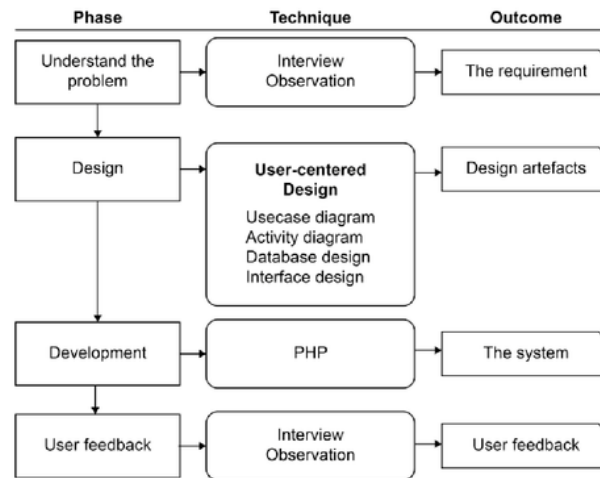 Phase Technique Outcome
Understand the
problem
Interview
Observation
The requirement
Design
User-centered
Design
Usecase diagram
Activity diagram
Database design
Interface design
Design artefacts
Development
PHP
The system
User feedback
Interview
Observation
User feedback